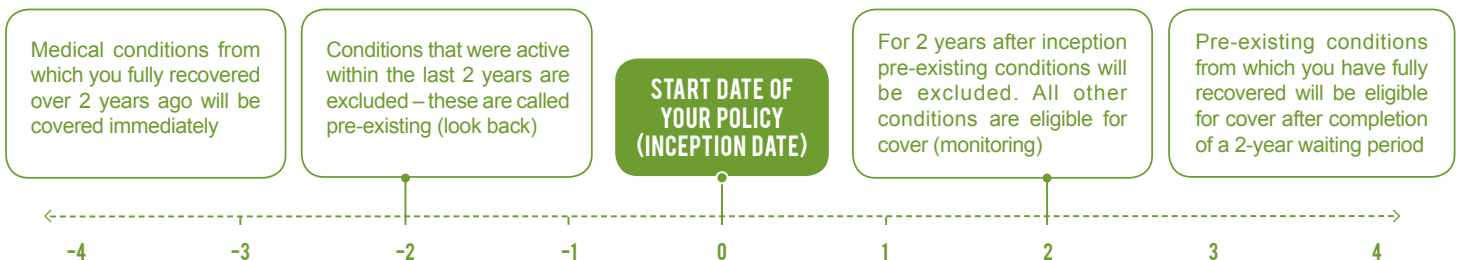 Medical conditions from
which you fully recovered
over 2 years ago will be
covered immediately
Conditions that were active
within the last 2 years are
excluded – these are called
pre-existing (look back)
START DATE OF
YOUR POLICY
(INCEPTION DATE)
For 2 years after inception
pre-existing conditions will
be excluded. All other
conditions are eligible for
cover (monitoring)
Pre-existing conditions
from which you have fully
recovered will be eligible
for cover after completion
of a 2-year waiting period
-4 -3 -2 -1 0 1 2 3 4